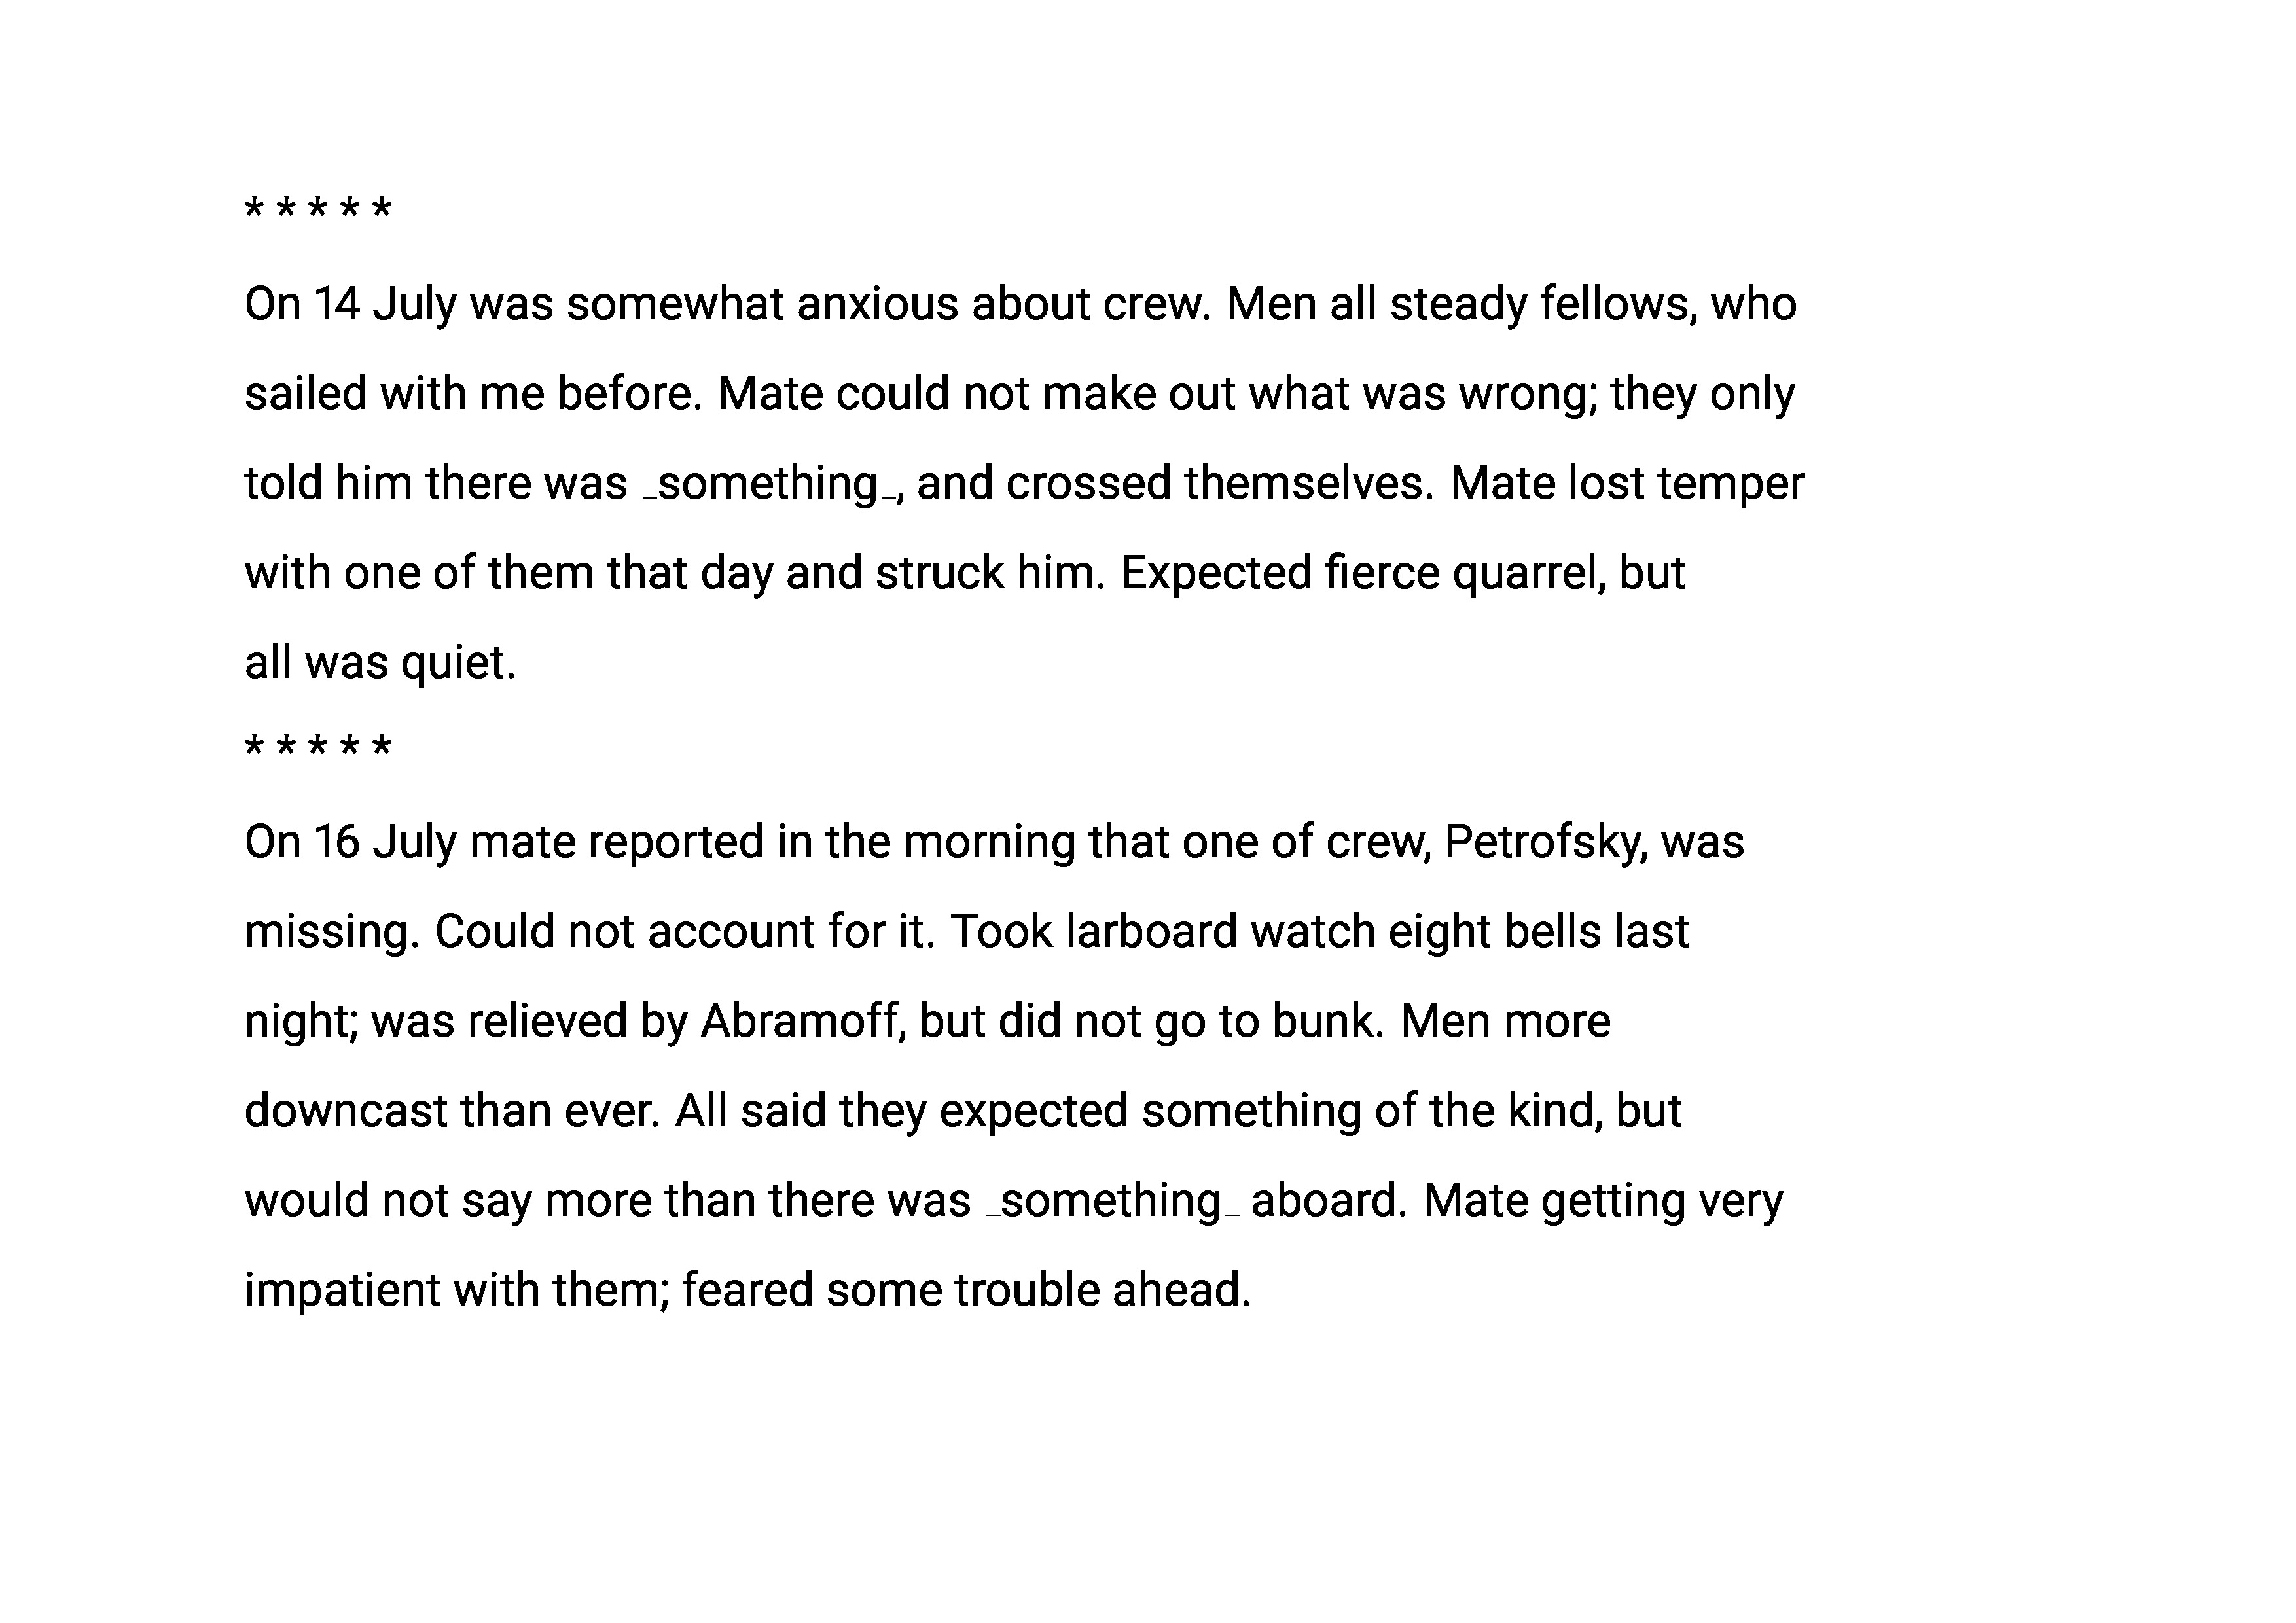 * * * * *
On 14 July was somewhat anxious about crew. Men all steady fellows, who
sailed with me before. Mate could not make out what was wrong; they only
told him there was _something_, and crossed themselves. Mate lost temper
with one of them that day and struck him. Expected fierce quarrel, but
all was quiet.
* * * * *
On 16 July mate reported in the morning that one of crew, Petrofsky, was
missing. Could not account for it. Took larboard watch eight bells last
night; was relieved by Abramoff, but did not go to bunk. Men more
downcast than ever. All said they expected something of the kind, but
would not say more than there was _something_ aboard. Mate getting very
impatient with them; feared some trouble ahead.